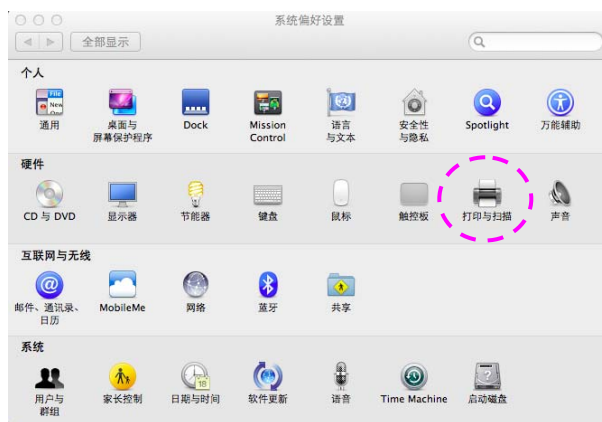 系统偏好设置
全部显示
个人
通用
桌面与
屏幕保护程序
Dock
Mission
Control
语言
与文本
安全性
与隐私
Spotlight
万能辅助
硬件
CD 与 DVD
显示器
节能器
键盘
鼠标
触控板
打印与扫描
声音
互联网与无线
邮件、通讯录、
日历
MobileMe
网络
蓝牙
共享
系统
用户与
群组
家长控制
日期与时间
软件更新
语音
Time Machine
启动磁盘